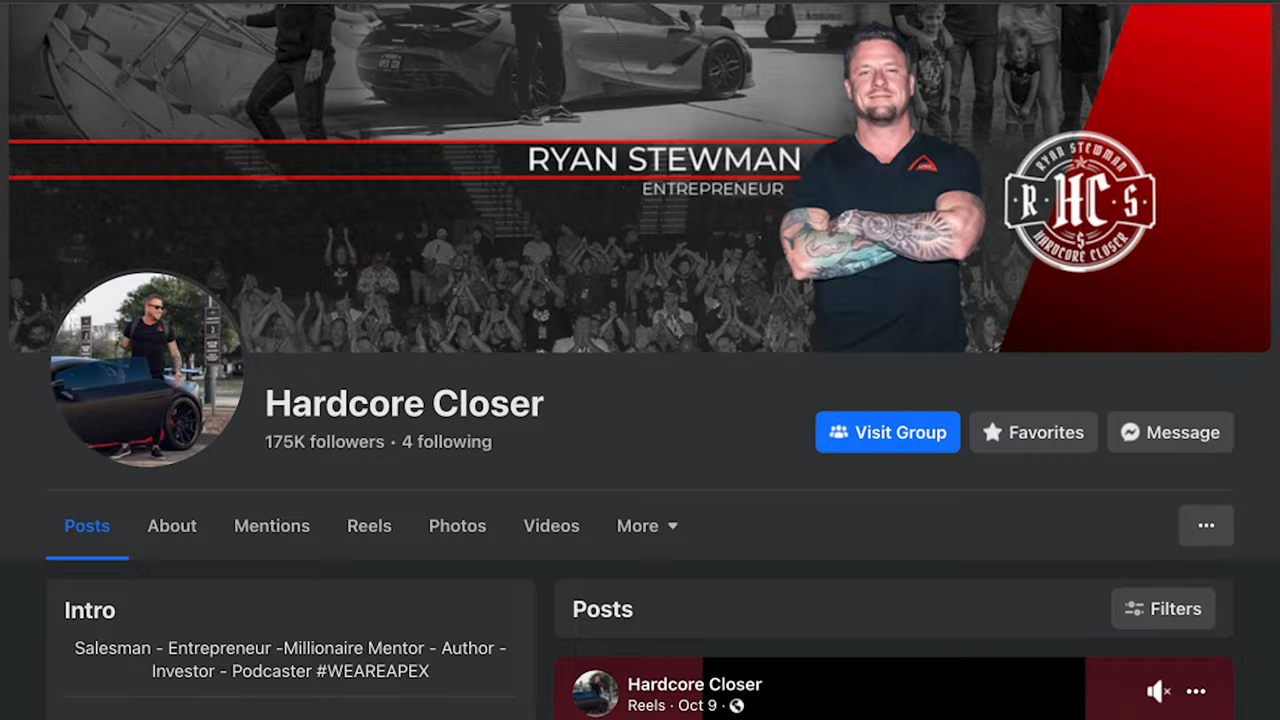 RYAN STEWMAN
ENTREPRENEUR
RYAN STEWMAN
R HC S
$
HARDCORE CLOSER
Hardcore Closer
175K followers · 4 following
Visit Group
Favorites
Message
Posts
About
Mentions
Reels
Photos
Videos
More
Intro
Salesman - Entrepreneur -Millionaire Mentor - Author -
Investor - Podcaster #WEAREAPEX
Posts
Filters
Hardcore Closer
Reels · Oct 9 ·